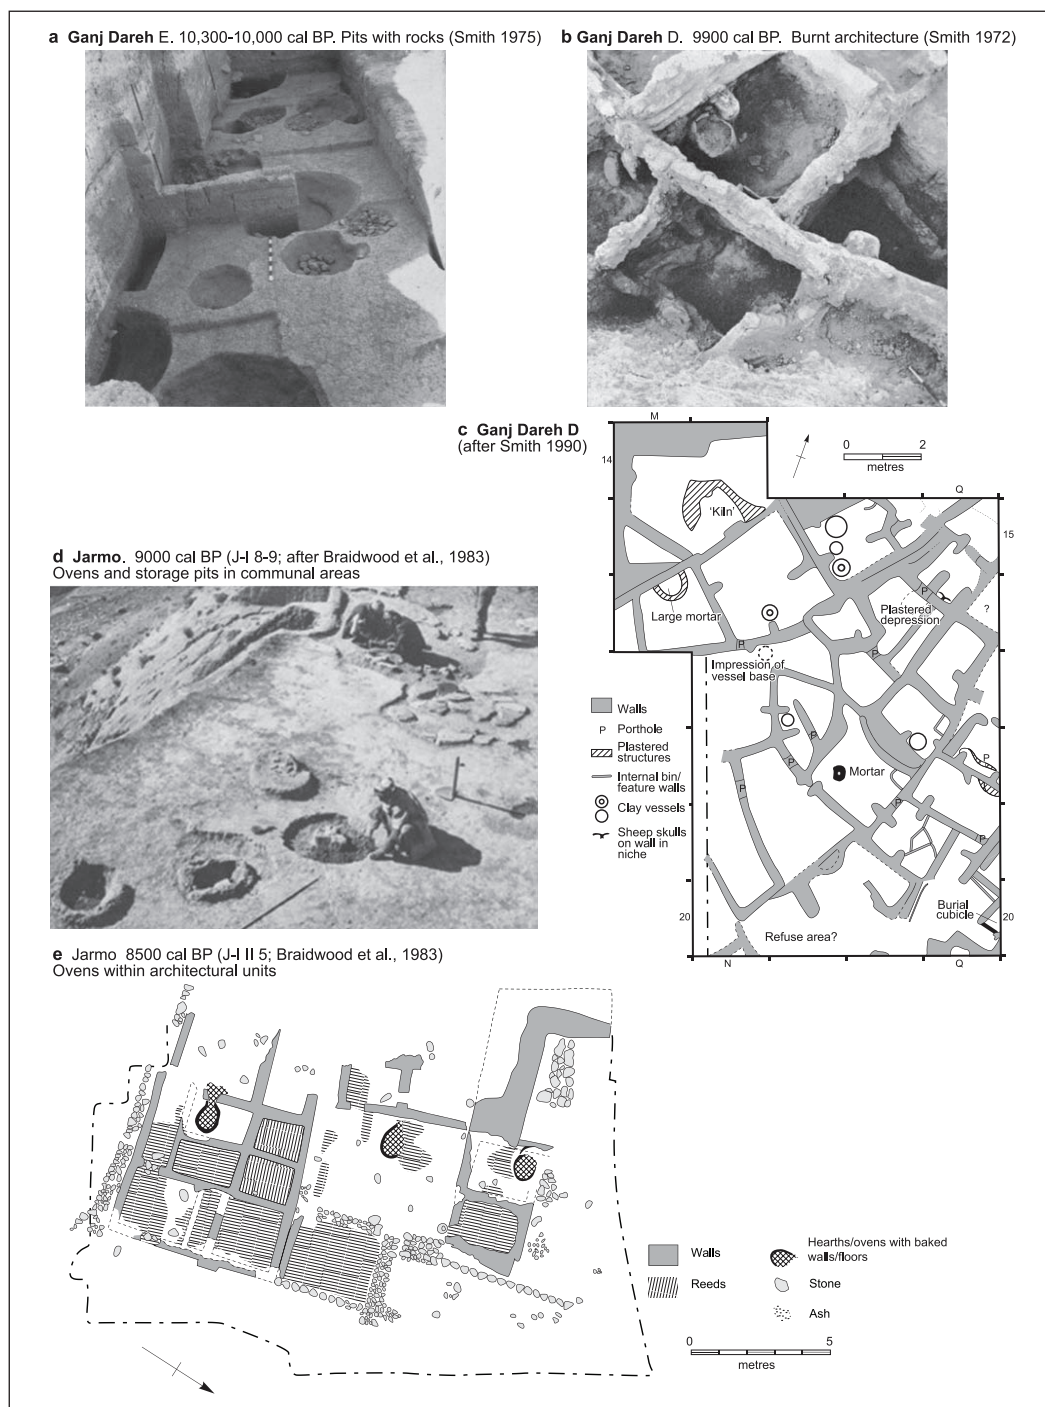 a Ganj Dareh E. 10,300-10,000 cal BP. Pits with rocks (Smith 1975)
b Ganj Dareh D. 9900 cal BP. Burnt architecture (Smith 1972)
c Ganj Dareh D
(after Smith 1990)
M
14
0 2
metres
Q
15
'Kiln'
Large mortar
P
Plastered
depression
?
P
P
Impression of
vessel base
P
P
P
P
P
P
Mortar
Burial
cubicle
20
20
Refuse area?
N
Q
Walls
P Porthole
Plastered
structures
Internal bin/
feature walls
Clay vessels
Sheep skulls
on wall in
niche
d Jarmo. 9000 cal BP (J-I 8-9; after Braidwood et al., 1983)
Ovens and storage pits in communal areas
e Jarmo 8500 cal BP (J-I II 5; Braidwood et al., 1983)
Ovens within architectural units
Walls
Reeds
Hearths/ovens with baked
walls/floors
Stone
Ash
0 5
metres